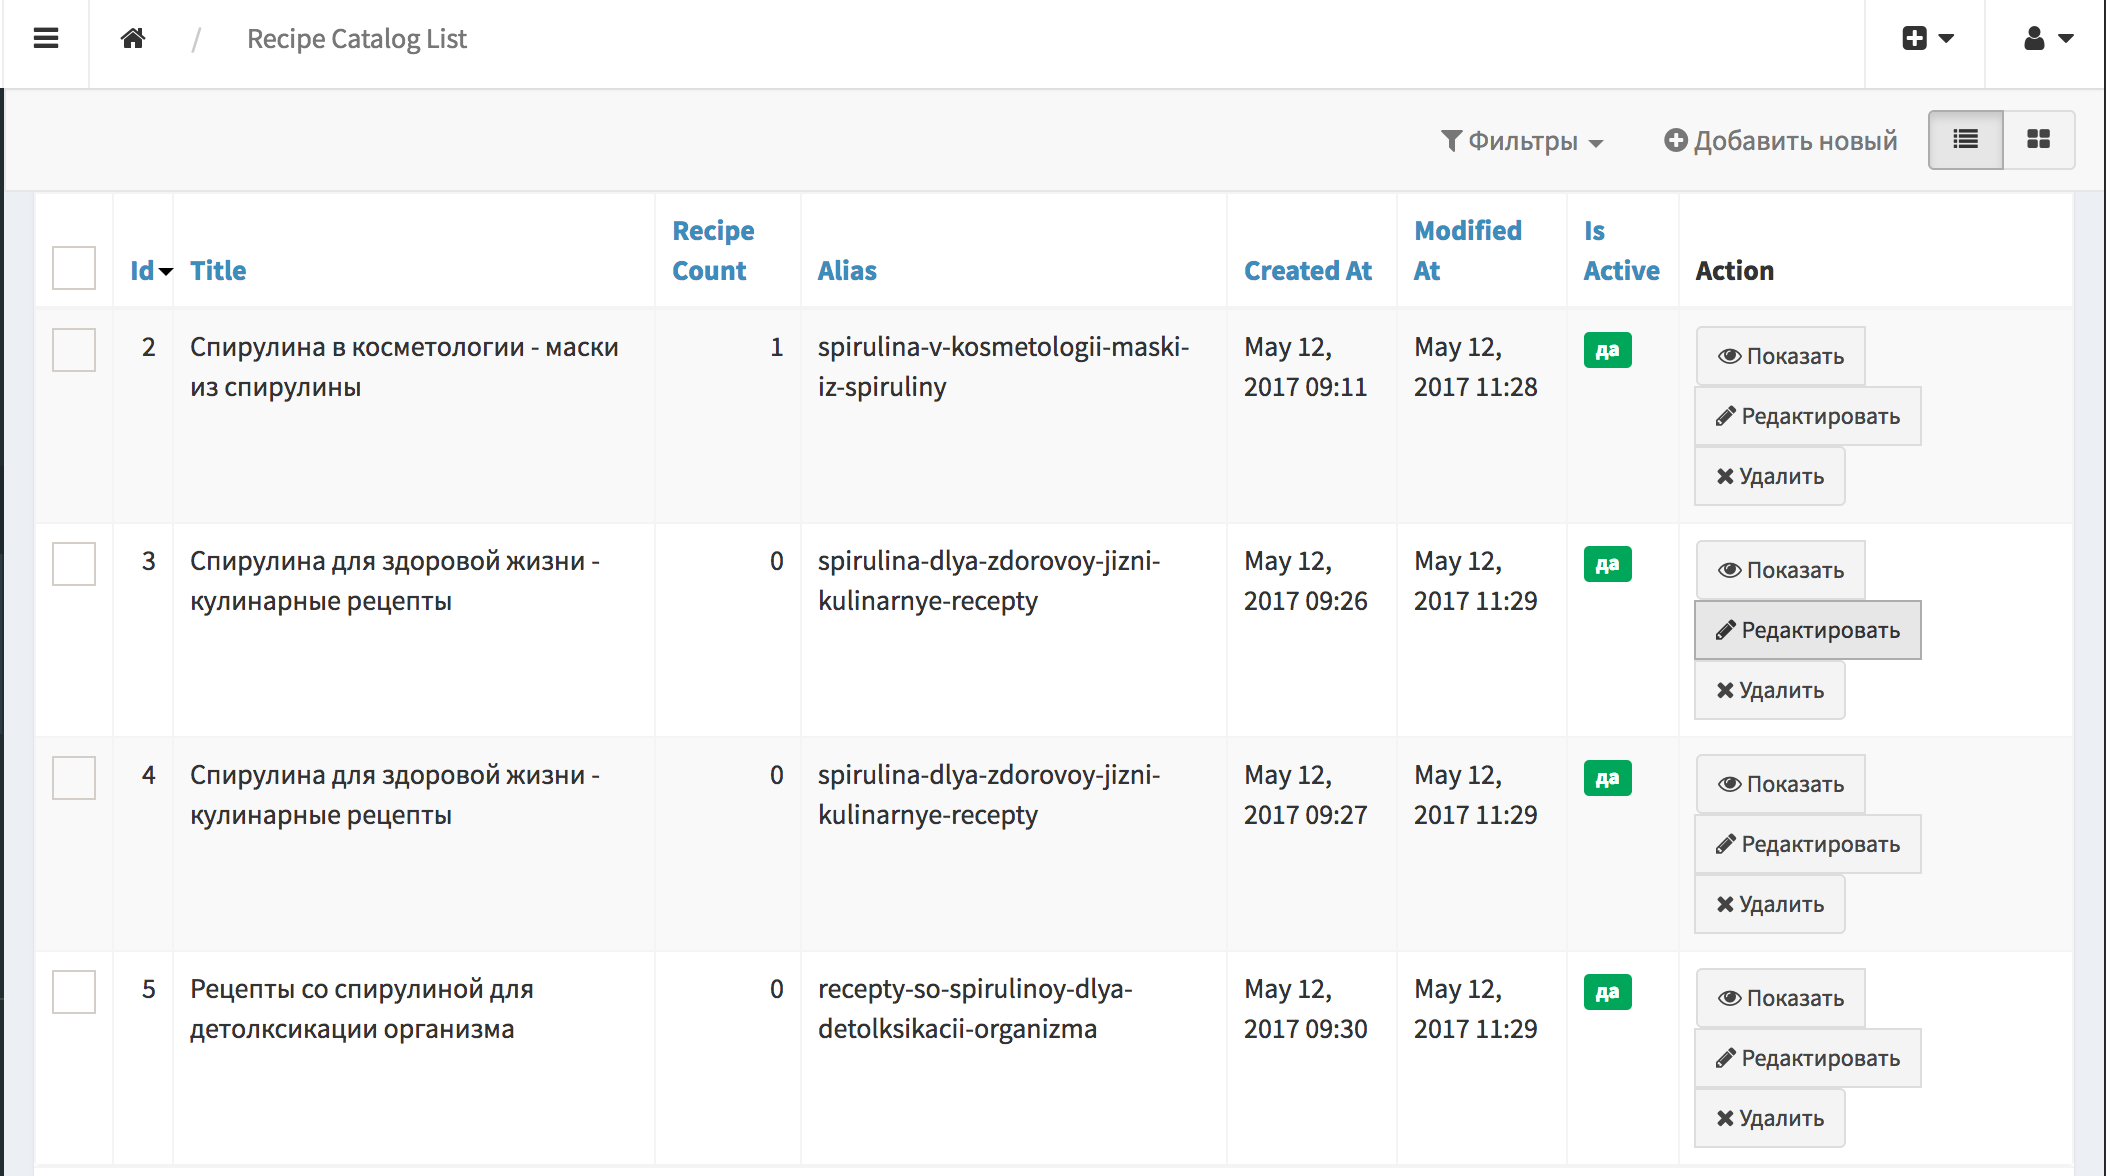 / Recipe Catalog List
Фильтры Добавить новый
Id Title Recipe Count Alias Created At Modified At Is Active Action
2 Спирулина в косметологии - маски 1 spirulina-v-kosmetologii-maski- May 12, May 12, да Показать
из спирулины iz-spiruliny 2017 09:11 2017 11:28
Редактировать
Удалить
3 Спирулина для здоровой жизни - 0 spirulina-dlya-zdorovoy-jizni- May 12, May 12, да Показать
кулинарные рецепты kulinarnye-recepty 2017 09:26 2017 11:29
Редактировать
Удалить
4 Спирулина для здоровой жизни - 0 spirulina-dlya-zdorovoy-jizni- May 12, May 12, да Показать
кулинарные рецепты kulinarnye-recepty 2017 09:27 2017 11:29
Редактировать
Удалить
5 Рецепты со спирулиной для 0 recepty-so-spirulinoy-dlya- May 12, May 12, да Показать
детолксикации организма detolksikacii-organizma 2017 09:30 2017 11:29
Редактировать
Удалить